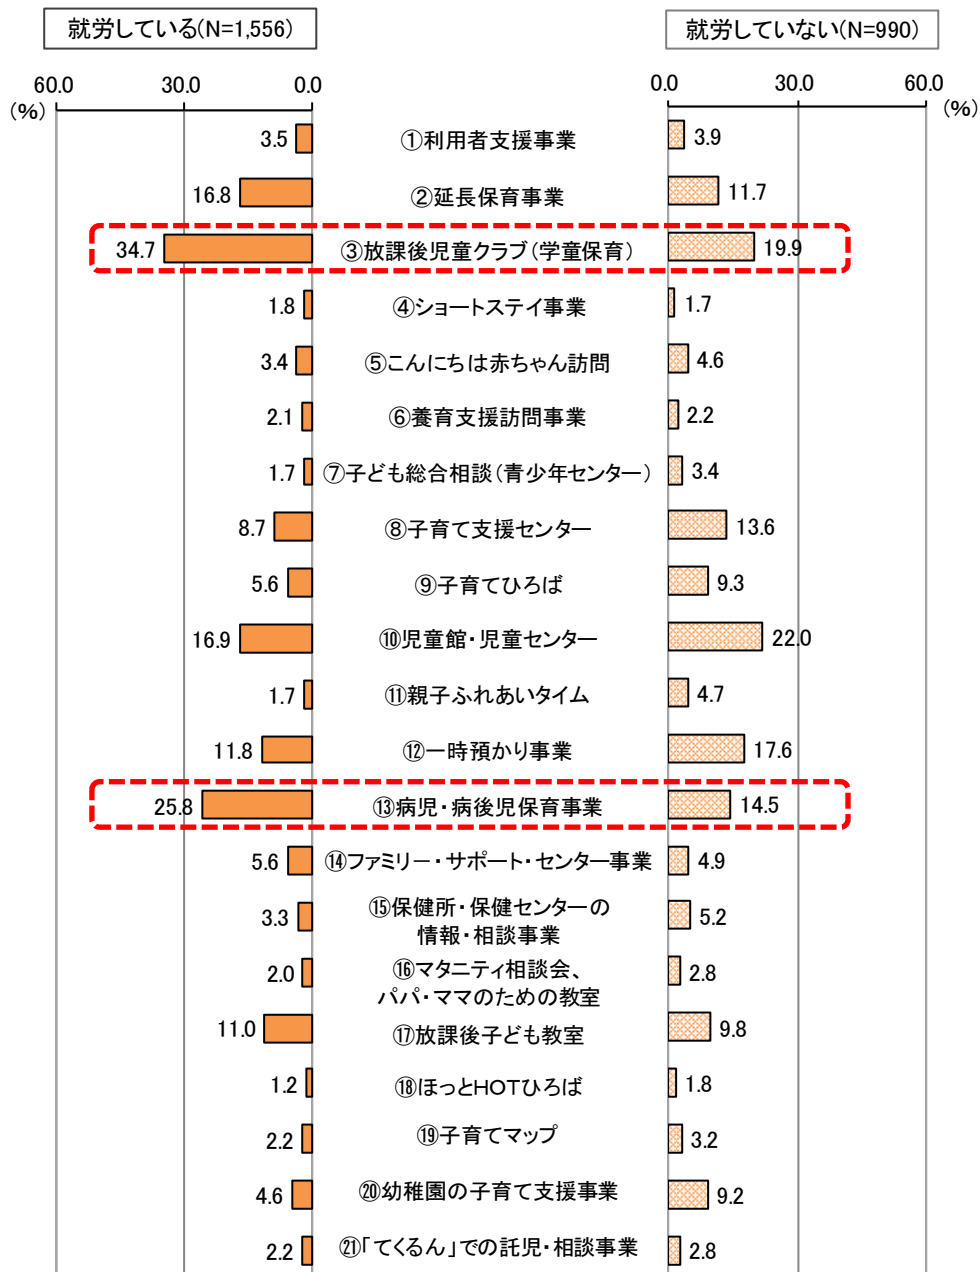 就労している(N=1,556)　就労していない(N=990)
60.0　30.0　0.0　0.0　30.0　60.0
(%)　(%)
3.5　①利用者支援事業　3.9
16.8　②延長保育事業　11.7
34.7　③放課後児童クラブ(学童保育)　19.9
1.8　④ショートステイ事業　1.7
3.4　⑤こんにちは赤ちゃん訪問　4.6
2.1　⑥養育支援訪問事業　2.2
1.7　⑦子ども総合相談(青少年センター)　3.4
8.7　⑧子育て支援センター　13.6
5.6　⑨子育てひろば　9.3
16.9　⑩児童館・児童センター　22.0
1.7　⑪親子ふれあいタイム　4.7
11.8　⑫一時預かり事業　17.6
25.8　⑬病児・病後児保育事業　14.5
5.6　⑭ファミリー・サポート・センター事業　4.9
3.3　⑮保健所・保健センターの　5.2
情報・相談事業
2.0　⑯マタニティ相談会、　2.8
パパ・ママのための教室
11.0　⑰放課後子ども教室　9.8
1.2　⑱ほっとHOTひろば　1.8
2.2　⑲子育てマップ　3.2
4.6　⑳幼稚園の子育て支援事業　9.2
2.2　㉑「てくるん」での託児・相談事業　2.8